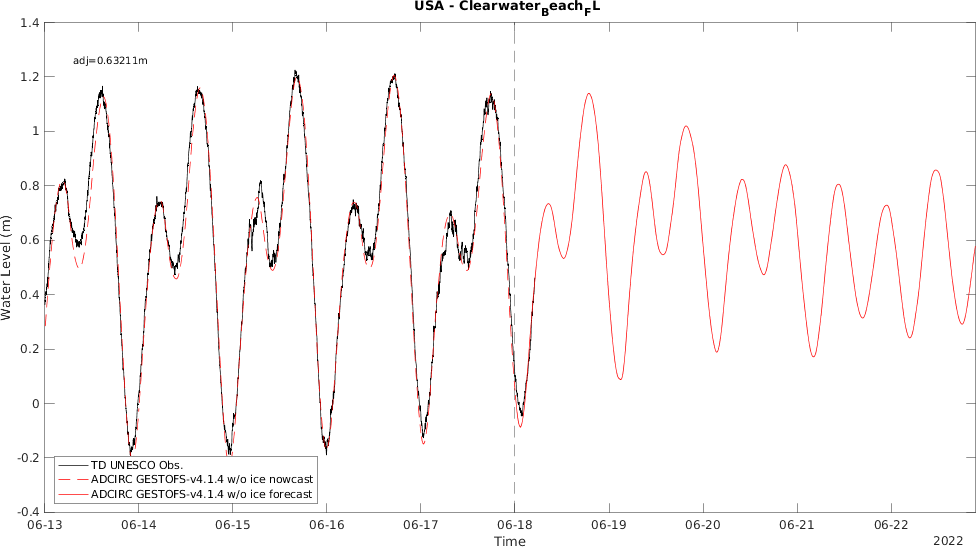 USA - ClearwaterBeachFL
1.4
adj=0.63211m
1.2
1
0.8
0.6
0.4
0.2
0
-0.2
-0.4
Water Level (m)
TD UNESCO Obs.
ADCIRC GESTOFS-v4.1.4 w/o ice nowcast
ADCIRC GESTOFS-v4.1.4 w/o ice forecast
06-13 06-14 06-15 06-16 06-17 06-18 06-19 06-20 06-21 06-22
Time
2022